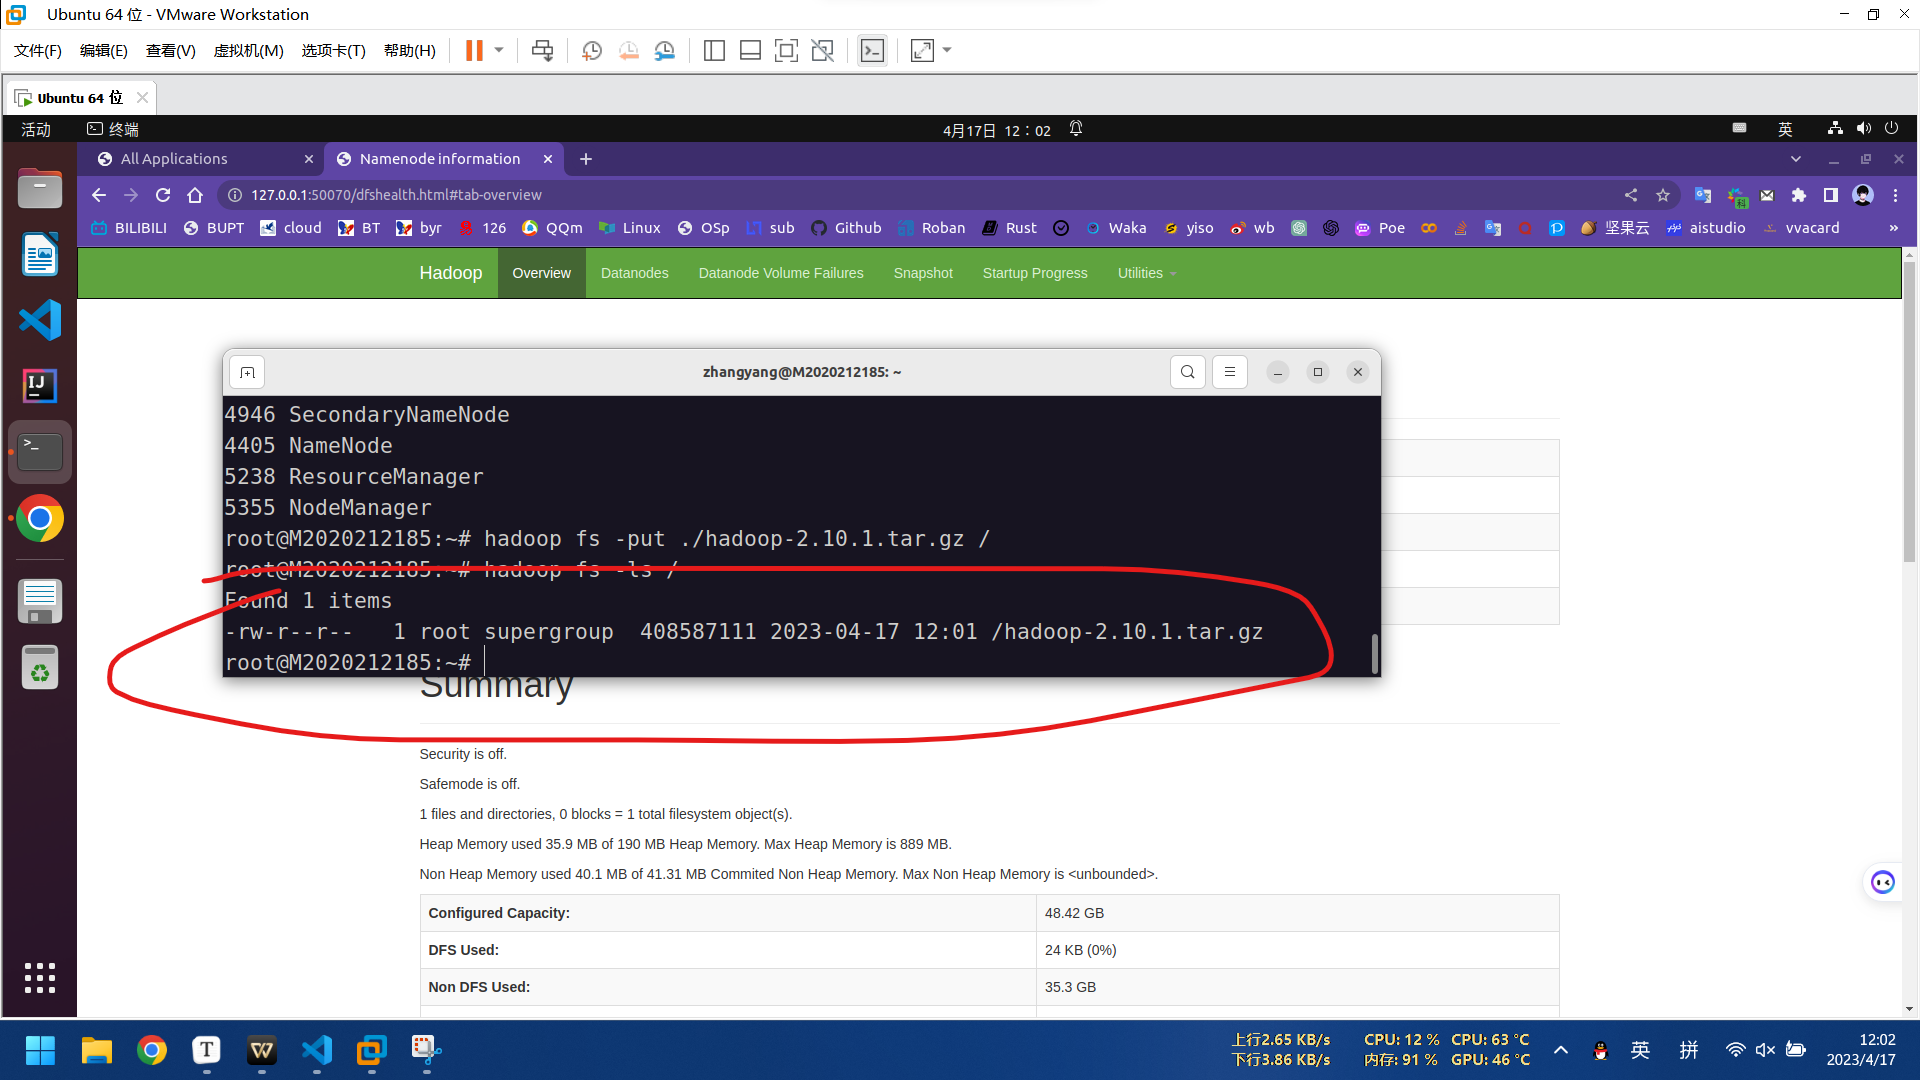 Ubuntu 64 位 - VMware Workstation
文件(F) 编辑(E) 查看(V) 虚拟机(M) 选项卡(T) 帮助(H)
Ubuntu 64 位
活动 终端 4月17日 12：02 英
All Applications Namenode information
127.0.0.1:50070/dfshealth.html#tab-overview
BILIBILI BUPT cloud BT byr 126 QQm Linux OSp sub Github Roban Rust Waka yiso wb Poe 坚果云 aistudio vvacard »
Hadoop Overview Datanodes Datanode Volume Failures Snapshot Startup Progress Utilities
zhangyang@M2020212185: ~
4946 SecondaryNameNode
4405 NameNode
5238 ResourceManager
5355 NodeManager
root@M2020212185:~# hadoop fs -put ./hadoop-2.10.1.tar.gz /
root@M2020212185:~# hadoop fs -ls /
Found 1 items
-rw-r--r-- 1 root supergroup 408587111 2023-04-17 12:01 /hadoop-2.10.1.tar.gz
root@M2020212185:~#
Summary
Security is off.
Safemode is off.
1 files and directories, 0 blocks = 1 total filesystem object(s).
Heap Memory used 35.9 MB of 190 MB Heap Memory. Max Heap Memory is 889 MB.
Non Heap Memory used 40.1 MB of 41.31 MB Commited Non Heap Memory. Max Non Heap Memory is <unbounded>.
Configured Capacity: 48.42 GB
DFS Used: 24 KB (0%)
Non DFS Used: 35.3 GB
上行2.65 KB/s CPU: 12 % CPU: 63 °C
下行3.86 KB/s 内存: 91 % GPU: 46 °C
英 拼
12:02
2023/4/17